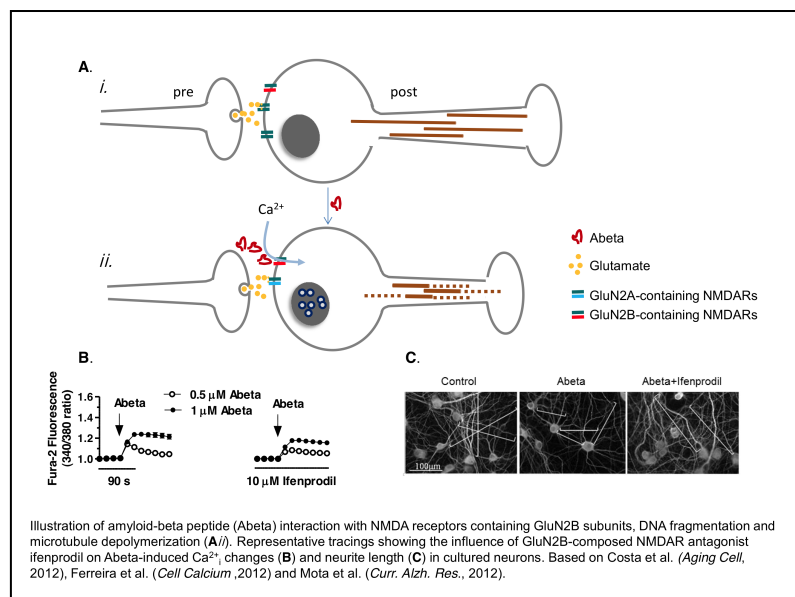 A.
i.
pre
post
Ca2+
Abeta
ii.
Glutamate
GluN2A-containing NMDARs
GluN2B-containing NMDARs
B.
C.
Fura-2 Fluorescence
(340/380 ratio)
1.6
1.4
1.2
1.0
Abeta
0.5 μM Abeta
1 μM Abeta
Abeta
90 s
10 μM Ifenprodil
Control
Abeta
Abeta+Ifenprodil
100μm
Illustration of amyloid-beta peptide (Abeta) interaction with NMDA receptors containing GluN2B subunits, DNA fragmentation and
microtubule depolymerization (Aii). Representative tracings showing the influence of GluN2B-composed NMDAR antagonist
ifenprodil on Abeta-induced Ca2+i changes (B) and neurite length (C) in cultured neurons. Based on Costa et al. (Aging Cell,
2012), Ferreira et al. (Cell Calcium ,2012) and Mota et al. (Curr. Alzh. Res., 2012).